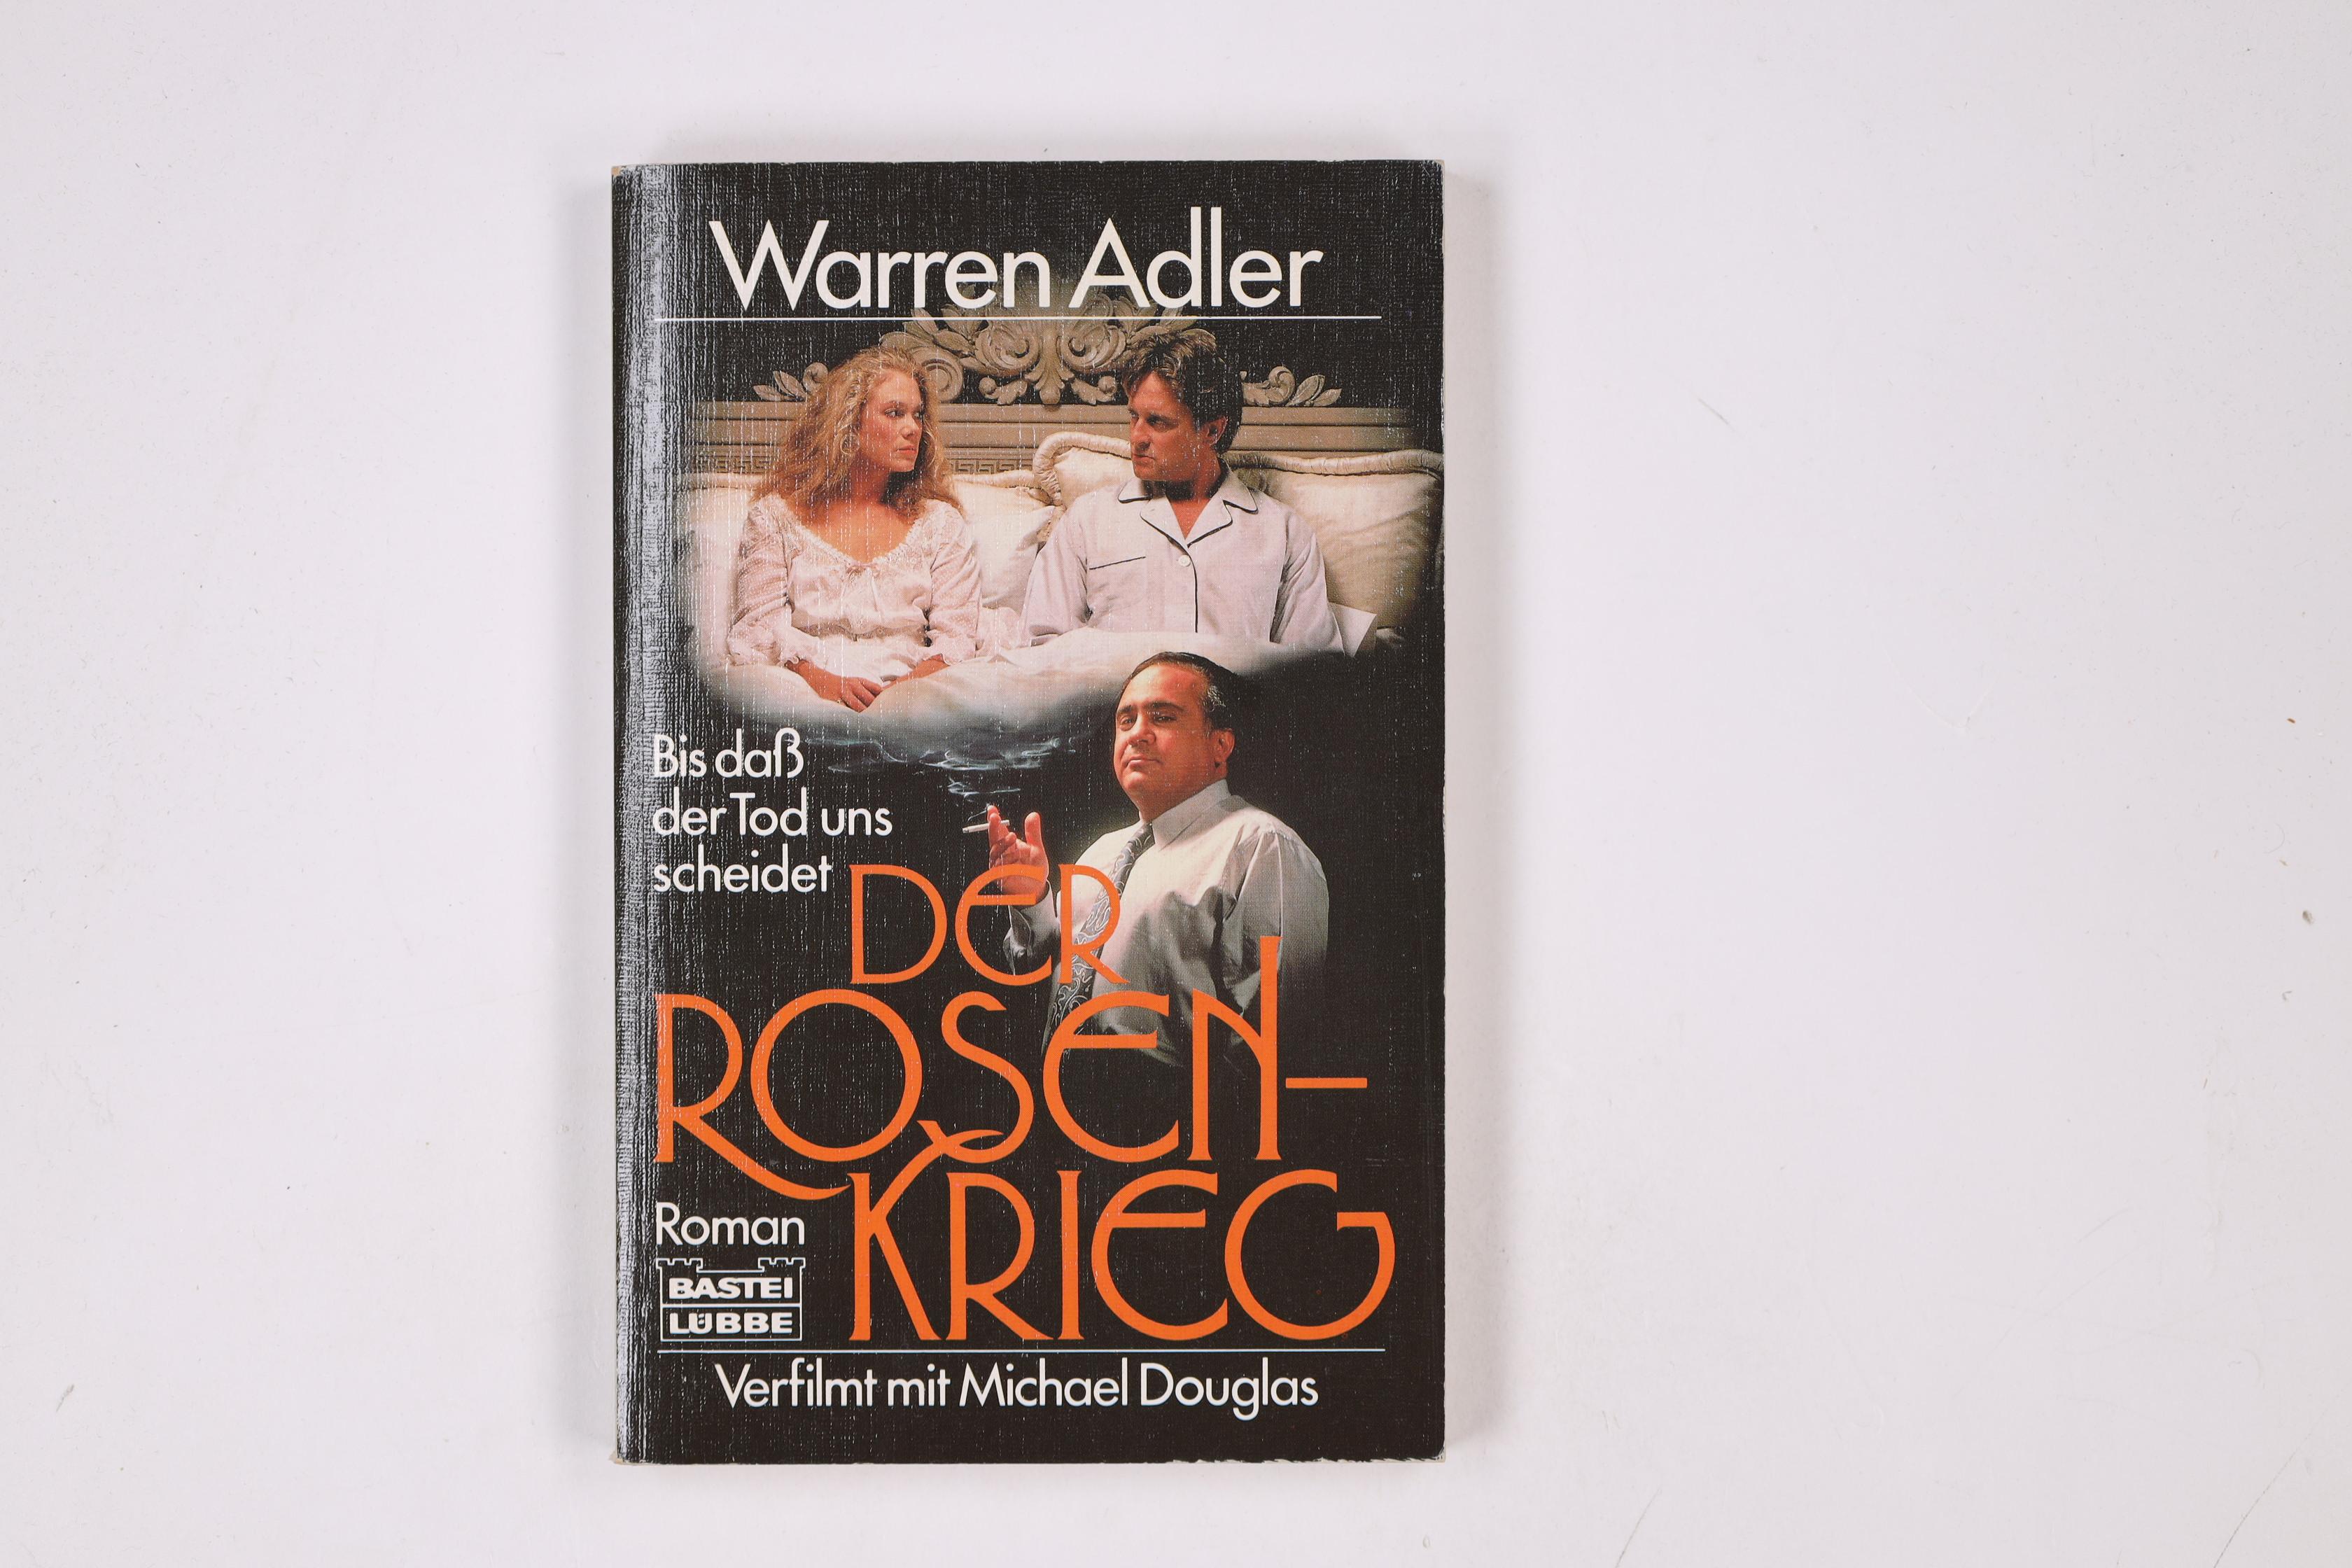 Warren Adler
Bis daß
der Tod uns
scheidet
DER
ROSEN-
KRIEG
Roman
BASTEI
LÜBBE
Verfilmt mit Michael Douglas